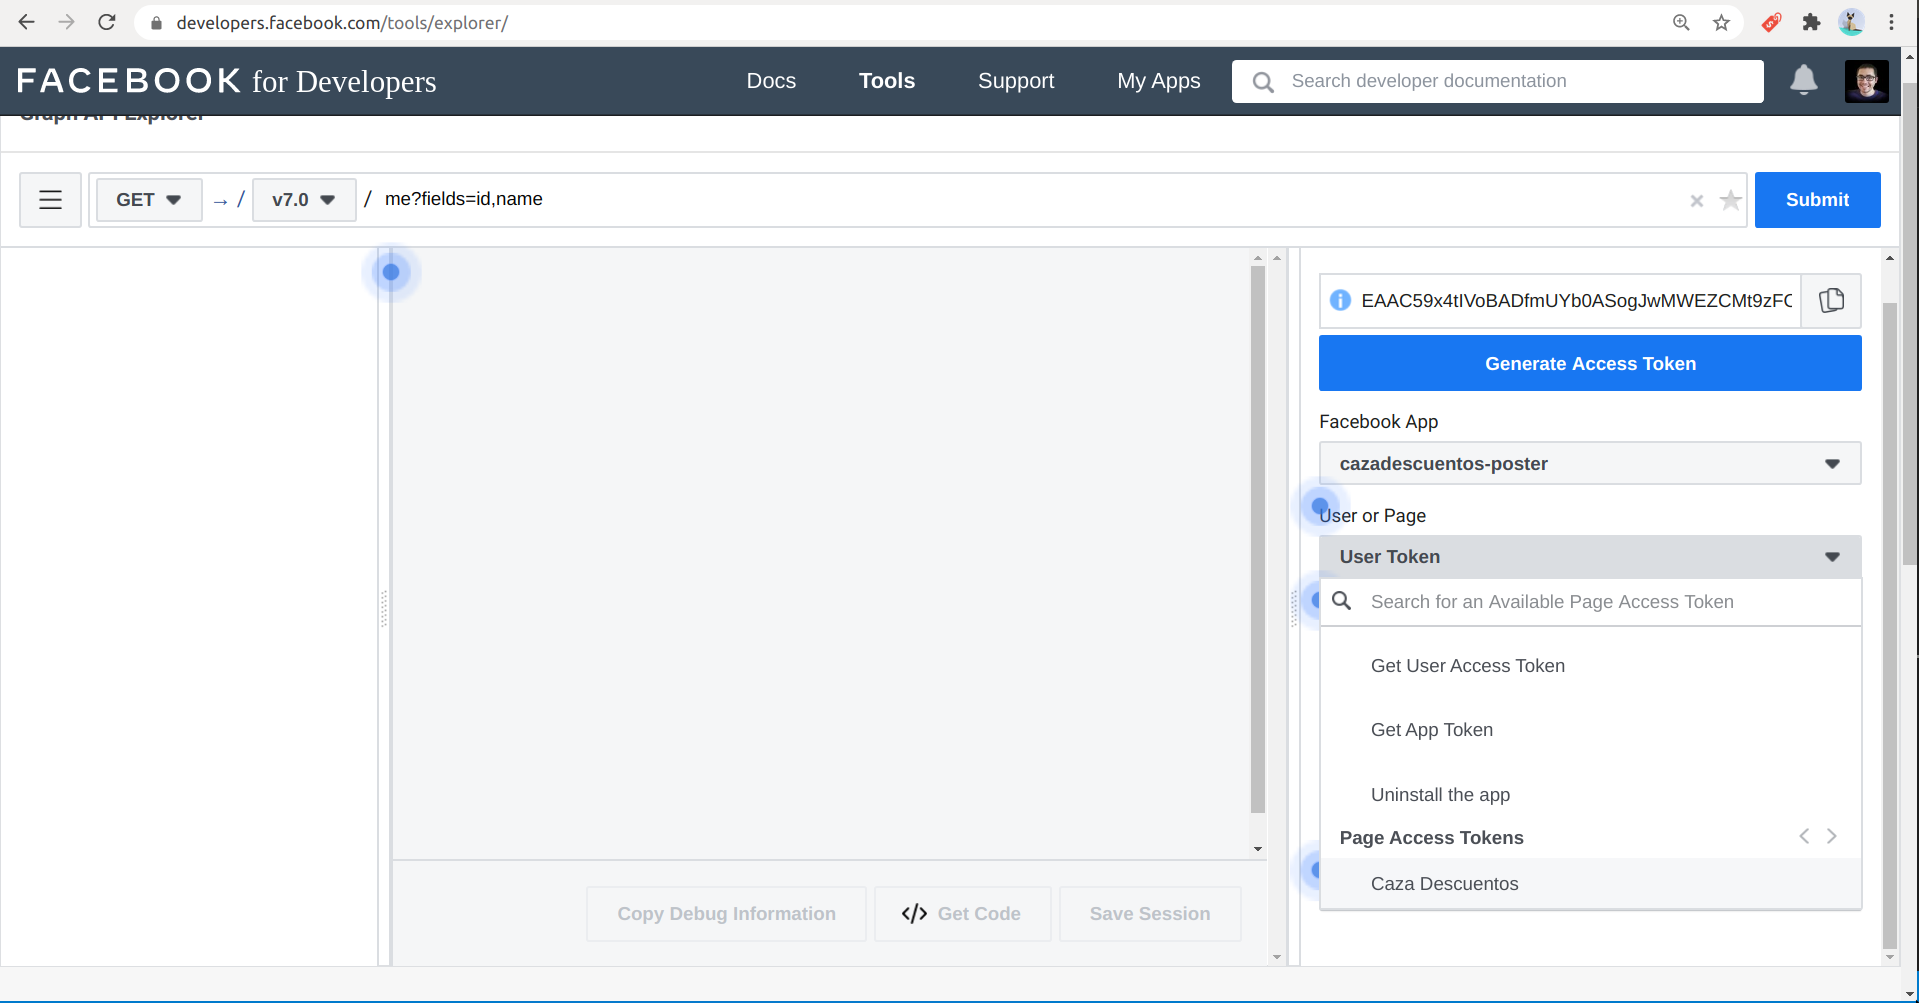 developers.facebook.com/tools/explorer/
FACEBOOK for Developers
Docs
Tools
Support
My Apps
Search developer documentation
Graph API Explorer
GET
→ /
v7.0
/ me?fields=id,name
Submit
EAAC59x4tIVoBADfmUYb0ASogJwMWEZCMt9zFC
Generate Access Token
Facebook App
cazadescuentos-poster
User or Page
User Token
Search for an Available Page Access Token
Get User Access Token
Get App Token
Uninstall the app
Page Access Tokens
Caza Descuentos
Copy Debug Information
</> Get Code
Save Session